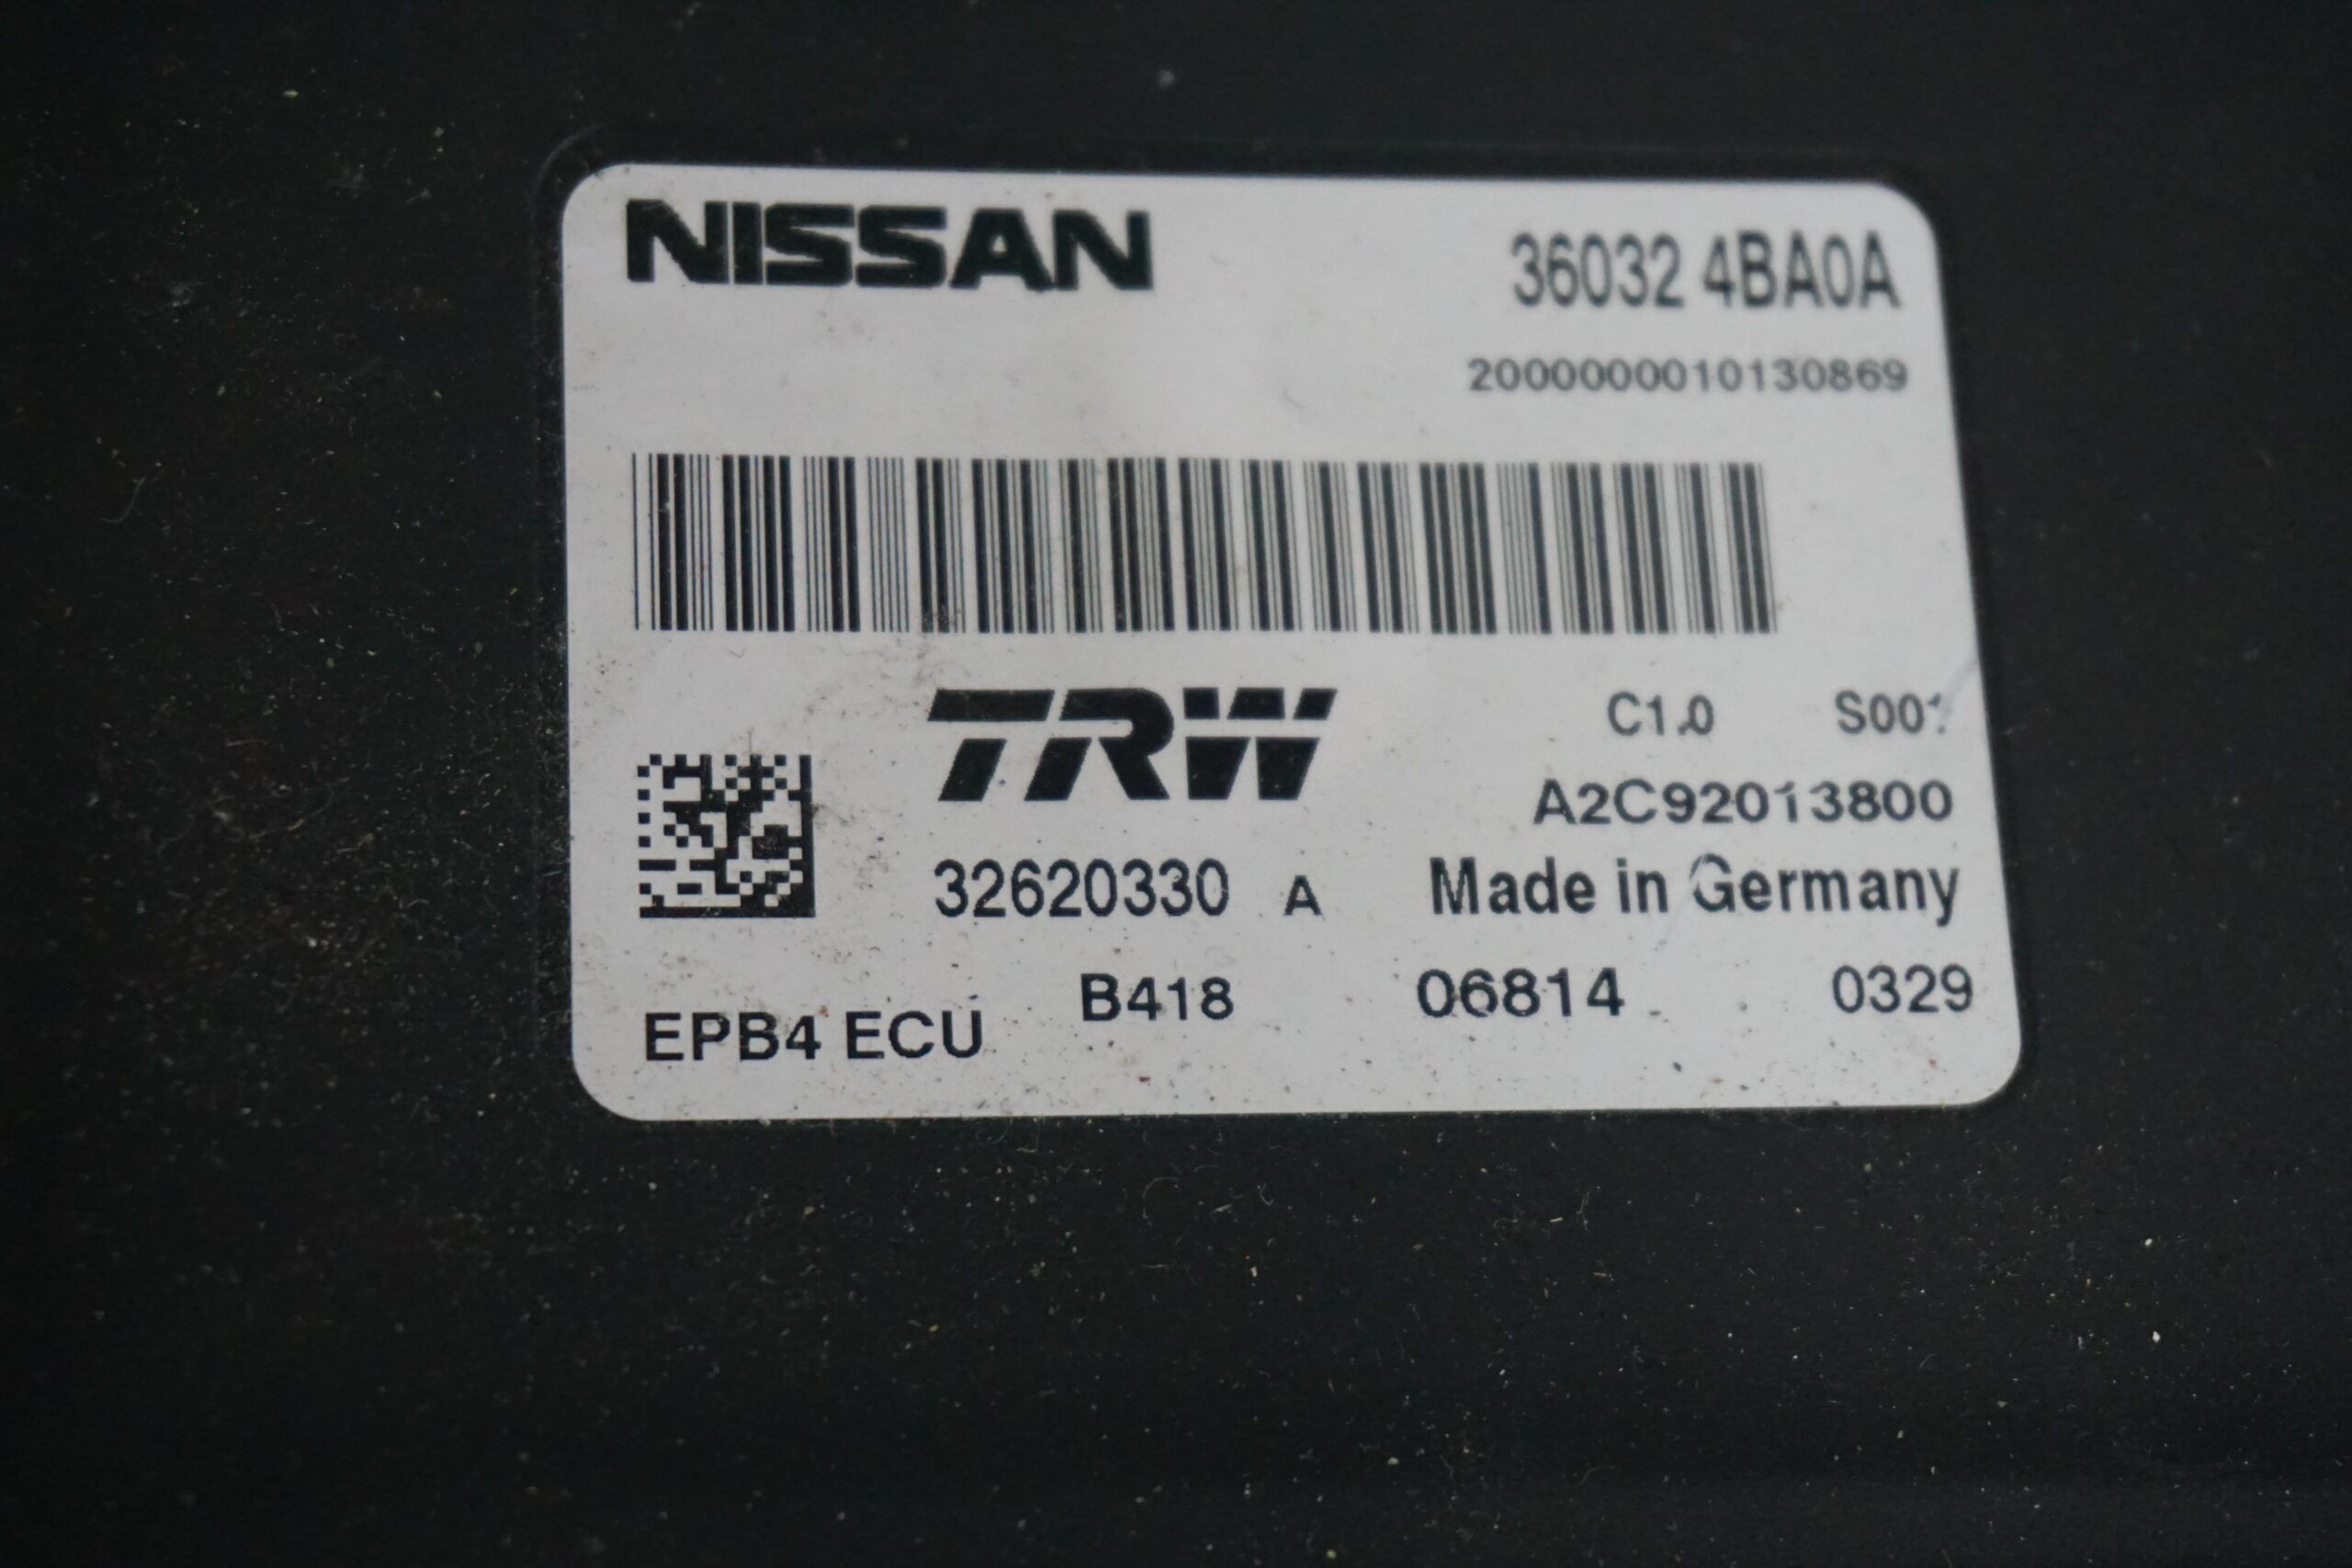 NISSAN 36032 4BA0A
2000000010130869
TRW C1.0
A2C92013800
32620330 A Made in Germany
EPB4 ECU B418 06814 0329